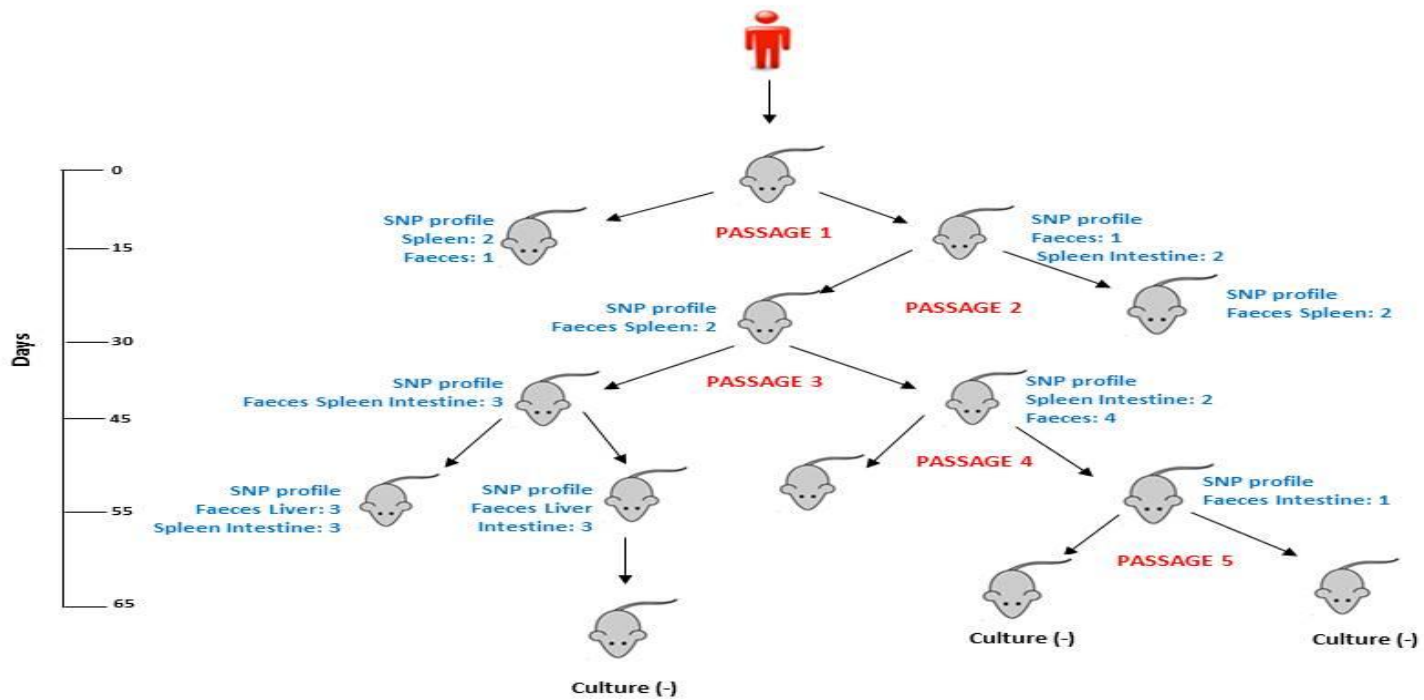 0
SNP profile
Spleen: 2
Faeces: 1
PASSAGE 1
SNP profile
Faeces: 1
Spleen Intestine: 2
15
SNP profile
Faeces Spleen: 2
PASSAGE 2
SNP profile
Faeces Spleen: 2
Days
30
SNP profile
Faeces Spleen Intestine: 3
PASSAGE 3
SNP profile
Spleen Intestine: 2
Faeces: 4
45
PASSAGE 4
SNP profile
Faeces Liver: 3
Spleen Intestine: 3
SNP profile
Faeces Liver
Intestine: 3
SNP profile
Faeces Intestine: 1
55
PASSAGE 5
65
Culture (-)
Culture (-)
Culture (-)